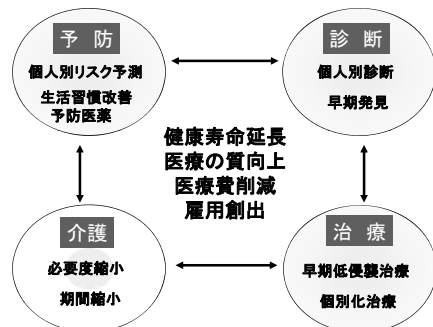 予 防
個人別リスク予測
生活習慣改善
予防医薬
診 断
個人別診断
早期発見
健康寿命延長
医療の質向上
医療費削減
雇用創出
介 護
必要度縮小
期間縮小
治 療
早期低侵襲治療
個別化治療